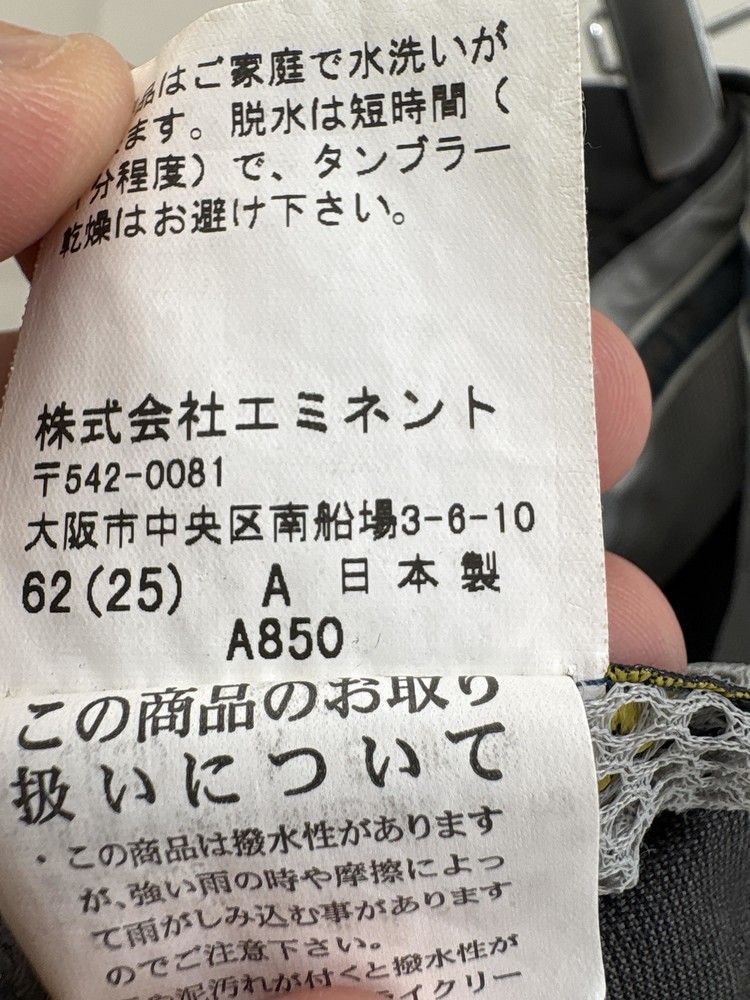 品はご家庭で水洗いが
ます。脱水は短時間(
分程度)で、タンブラー
乾燥はお避け下さい。
株式会社エミネント
〒542-0081
大阪市中央区南船場3-6-10
62(25) A 日本製
A850
この商品のお取り
扱いについて
・この商品は撥水性があります
が、強い雨の時や摩擦によっ
て雨がしみ込む事があります
のでご注意下さい。
泥汚れが付くと撥水性が
イクリー